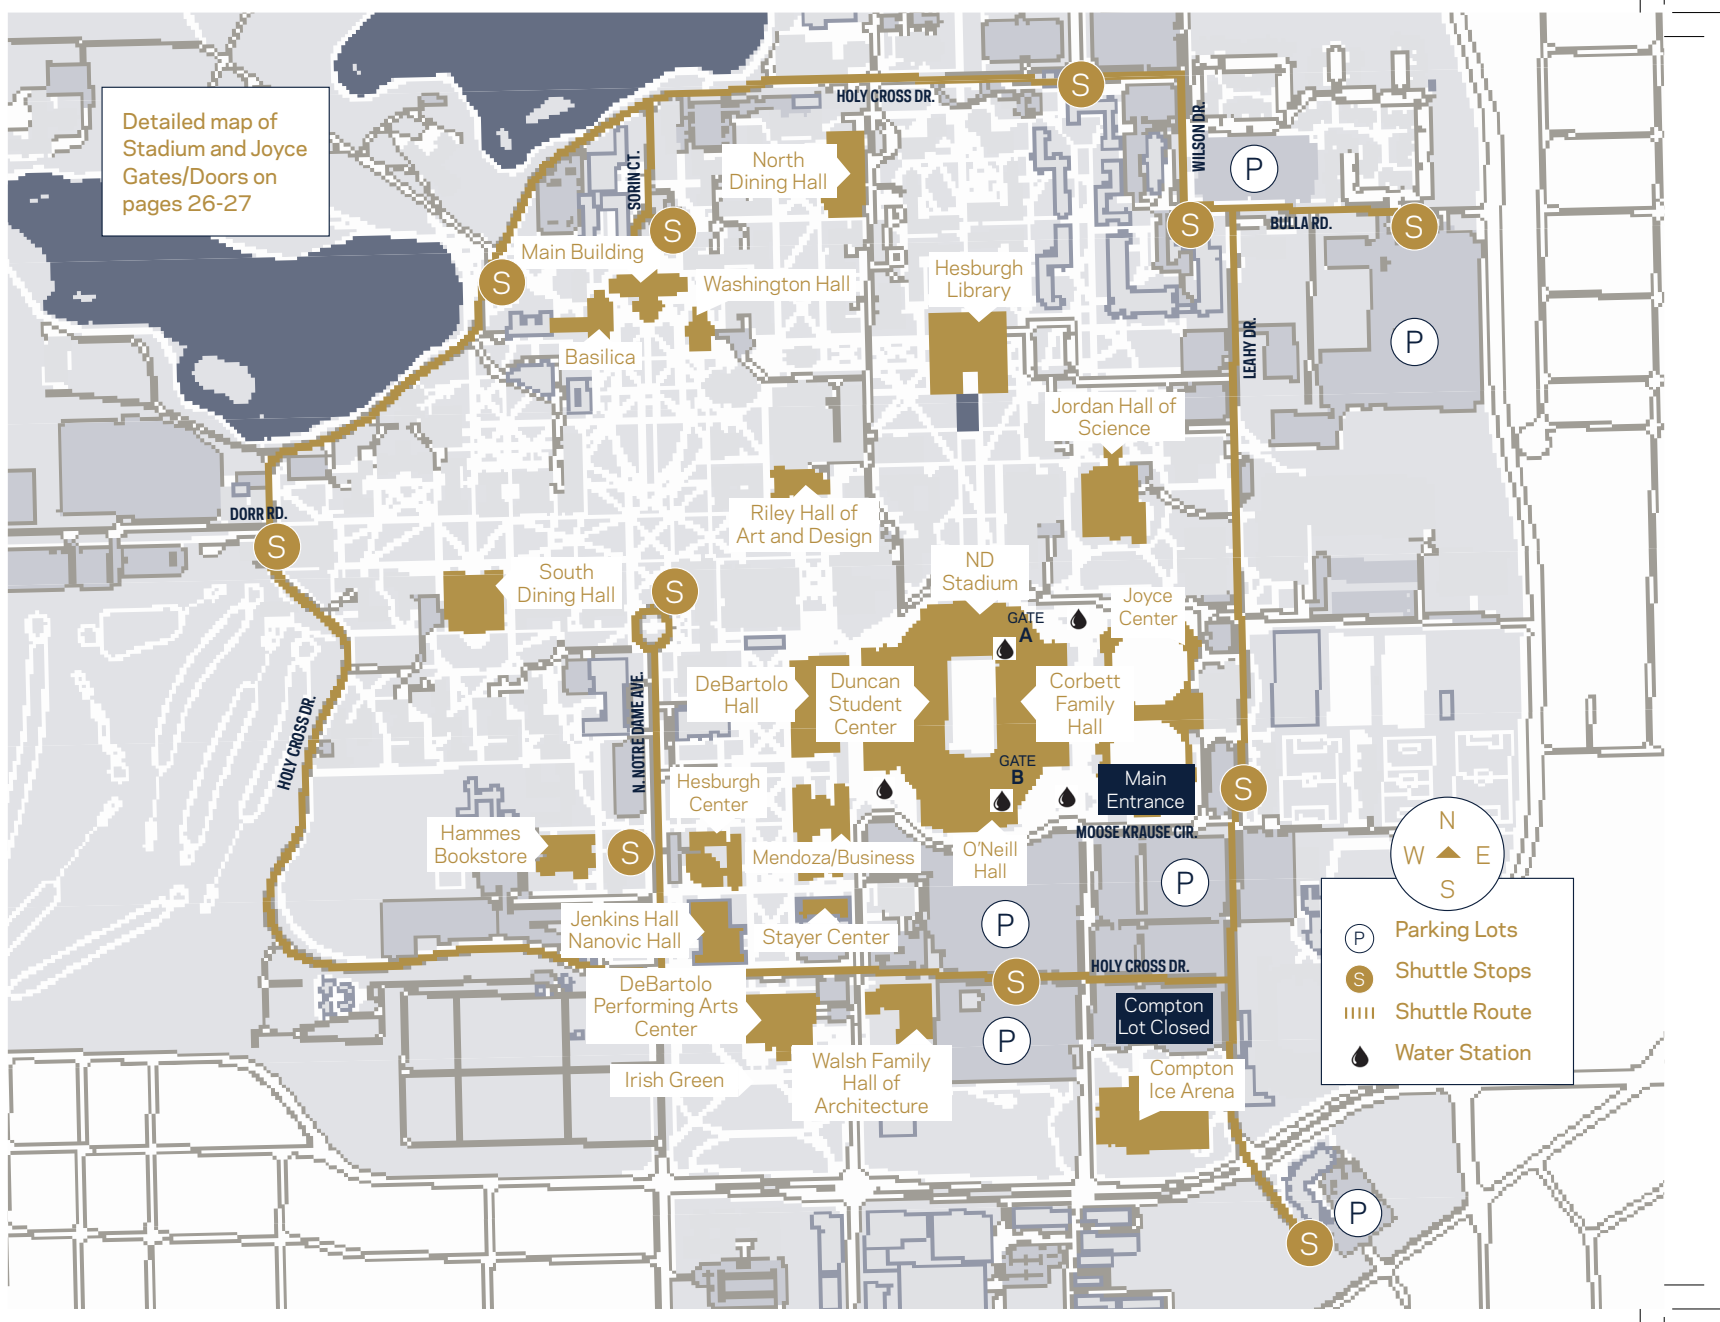 Detailed map of
Stadium and Joyce
Gates/Doors on
pages 26-27
HOLY CROSS DR.
S
WILSON DR.
SORIN CT.
North
Dining Hall
P
S
S
BULLA RD.
S
Main Building
S
Washington Hall
Hesburgh
Library
Basilica
LEAHY DR.
P
Jordan Hall of
Science
DORR RD.
S
Riley Hall of
Art and Design
South
Dining Hall
S
ND
Stadium
GATE
A
Joyce
Center
HOLY CROSS DR.
N. NOTRE DAME AVE.
DeBartolo
Hall
Duncan
Student
Center
Corbett
Family
Hall
GATE
B
Main
Entrance
S
Hesburgh
Center
MOOSE KRAUSE CIR.
Hammes
Bookstore
S
Mendoza/Business
O'Neill
Hall
P
N
W
E
S
Jenkins Hall
Nanovic Hall
Stayer Center
P
HOLY CROSS DR.
S
DeBartolo
Performing Arts
Center
Compton
Lot Closed
P
Irish Green
Walsh Family
Hall of
Architecture
Compton
Ice Arena
P
Parking Lots
S
Shuttle Stops
Shuttle Route
Water Station
P
S